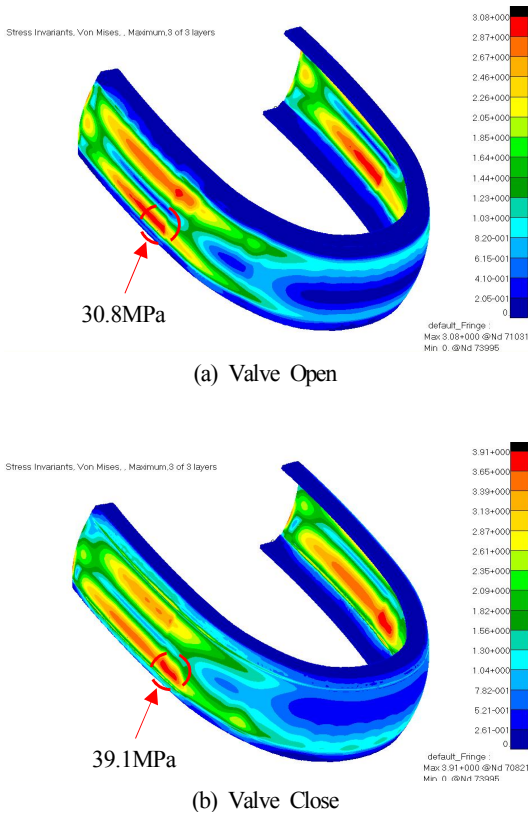 Stress Invariants, Von Mises, , Maximum,3 of 3 layers
3.08+000
2.87+000
2.67+000
2.46+000
2.26+000
2.05+000
1.85+000
1.64+000
1.44+000
1.23+000
1.03+000
8.20-001
6.15-001
4.10-001
2.05-001
0.
default_Fringe :
Max 3.08+000 @Nd 71031
Min 0. @Nd 73995
30.8MPa
(a) Valve Open
Stress Invariants, Von Mises, , Maximum,3 of 3 layers
3.91+000
3.65+000
3.39+000
3.13+000
2.87+000
2.61+000
2.35+000
2.09+000
1.82+000
1.56+000
1.30+000
1.04+000
7.82-001
5.21-001
2.61-001
0.
default_Fringe :
Max 3.91+000 @Nd 70821
Min 0. @Nd 73995
39.1MPa
(b) Valve Close